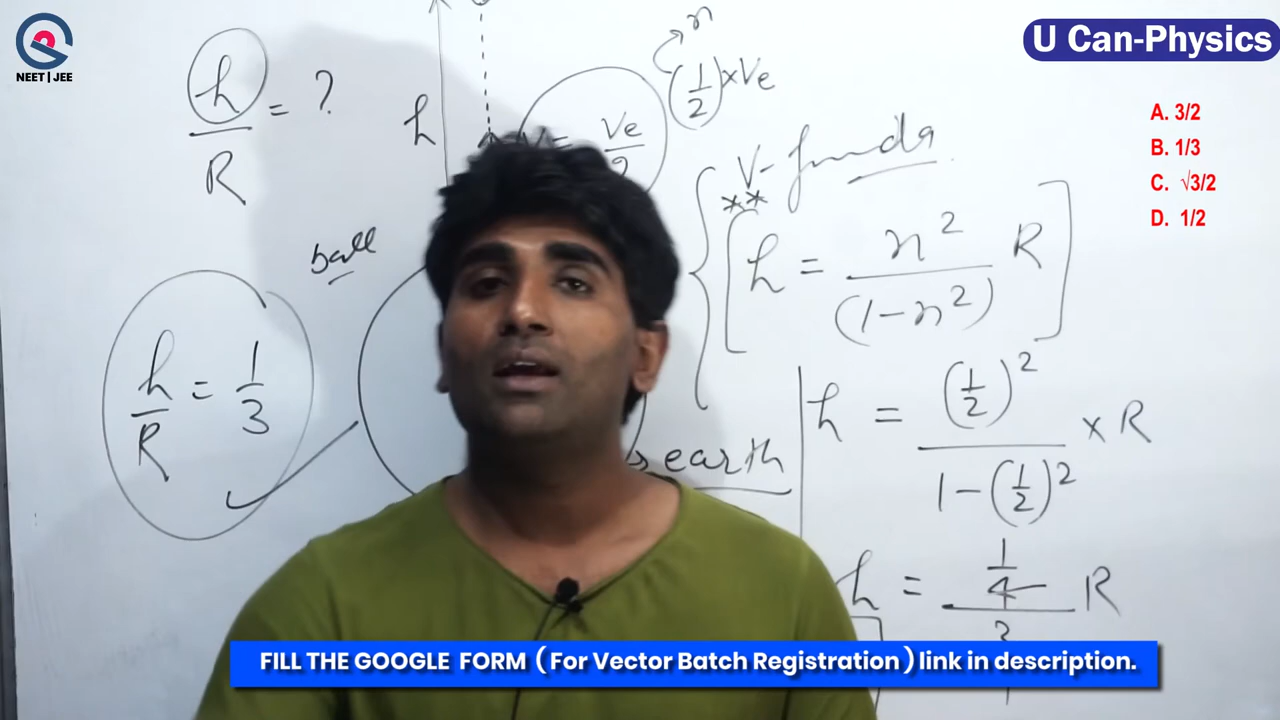 NEET | JEE
U Can-Physics
A. 3/2
B. 1/3
C. √3/2
D. 1/2
h/R = ?
h
Ve/2
n
(1/2) × Ve
V-funda
**
[h = n²/(1-n²) R]
ball
h/R = 1/3
earth
h = (1/2)²/1-(1/2)² × R
h = 1/4 R
FILL THE GOOGLE FORM ( For Vector Batch Registration ) link in description.